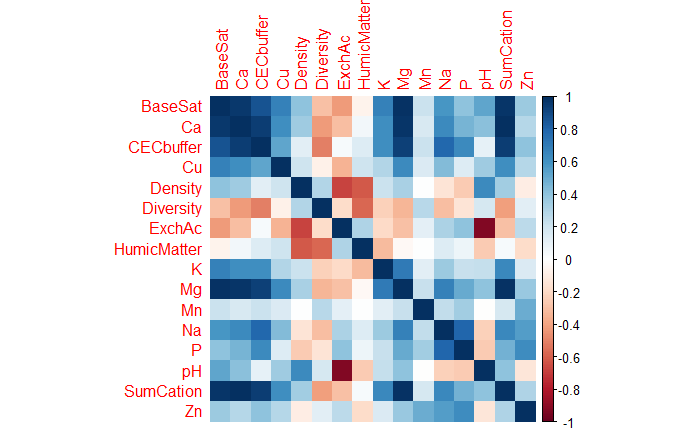 BaseSat
Ca
CECbuffer
Cu
Density
Diversity
ExchAc
HumicMatter
K
Mg
Mn
Na
P
pH
SumCation
Zn
BaseSat
Ca
CECbuffer
Cu
Density
Diversity
ExchAc
HumicMatter
K
Mg
Mn
Na
P
pH
SumCation
Zn
1
0.8
0.6
0.4
0.2
0
-0.2
-0.4
-0.6
-0.8
-1